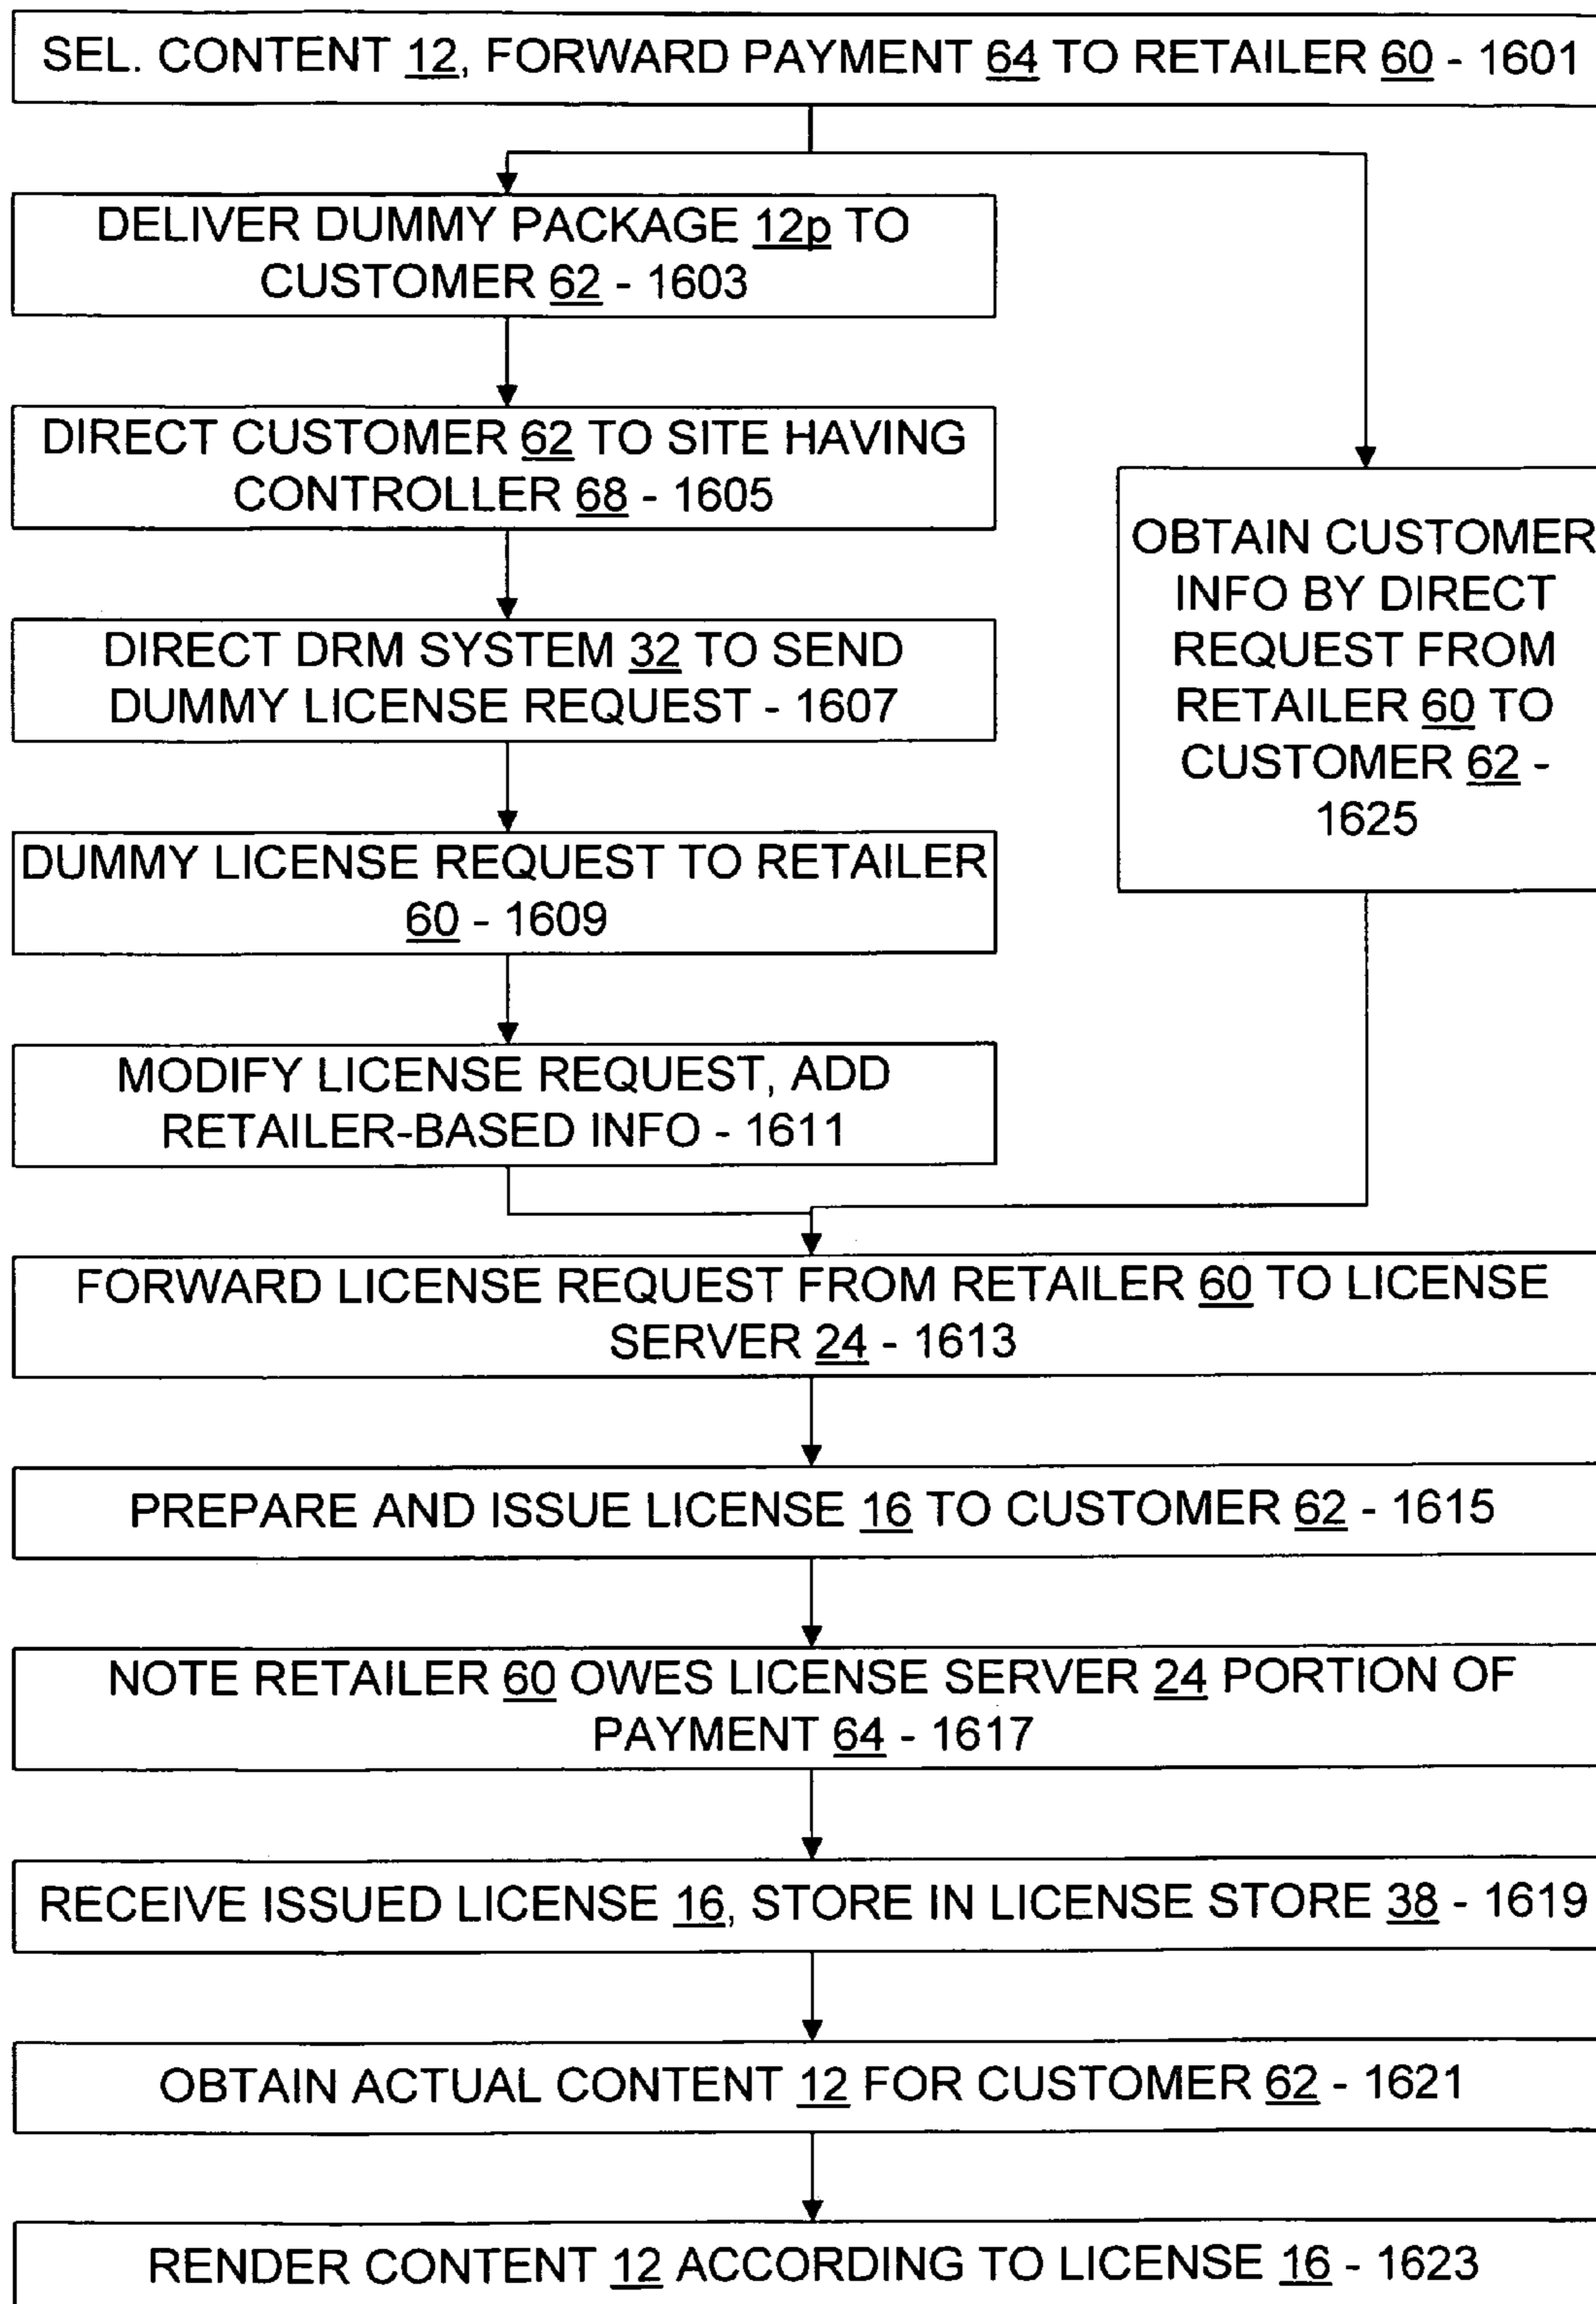 SEL. CONTENT 12, FORWARD PAYMENT 64 TO RETAILER 60 - 1601
DELIVER DUMMY PACKAGE 12p TO
CUSTOMER 62 - 1603
DIRECT CUSTOMER 62 TO SITE HAVING
CONTROLLER 68 - 1605
DIRECT DRM SYSTEM 32 TO SEND
DUMMY LICENSE REQUEST - 1607
DUMMY LICENSE REQUEST TO RETAILER
60 - 1609
MODIFY LICENSE REQUEST, ADD
RETAILER-BASED INFO - 1611
OBTAIN CUSTOMER
INFO BY DIRECT
REQUEST FROM
RETAILER 60 TO
CUSTOMER 62 -
1625
FORWARD LICENSE REQUEST FROM RETAILER 60 TO LICENSE
SERVER 24 - 1613
PREPARE AND ISSUE LICENSE 16 TO CUSTOMER 62 - 1615
NOTE RETAILER 60 OWES LICENSE SERVER 24 PORTION OF
PAYMENT 64 - 1617
RECEIVE ISSUED LICENSE 16, STORE IN LICENSE STORE 38 - 1619
OBTAIN ACTUAL CONTENT 12 FOR CUSTOMER 62 - 1621
RENDER CONTENT 12 ACCORDING TO LICENSE 16 - 1623